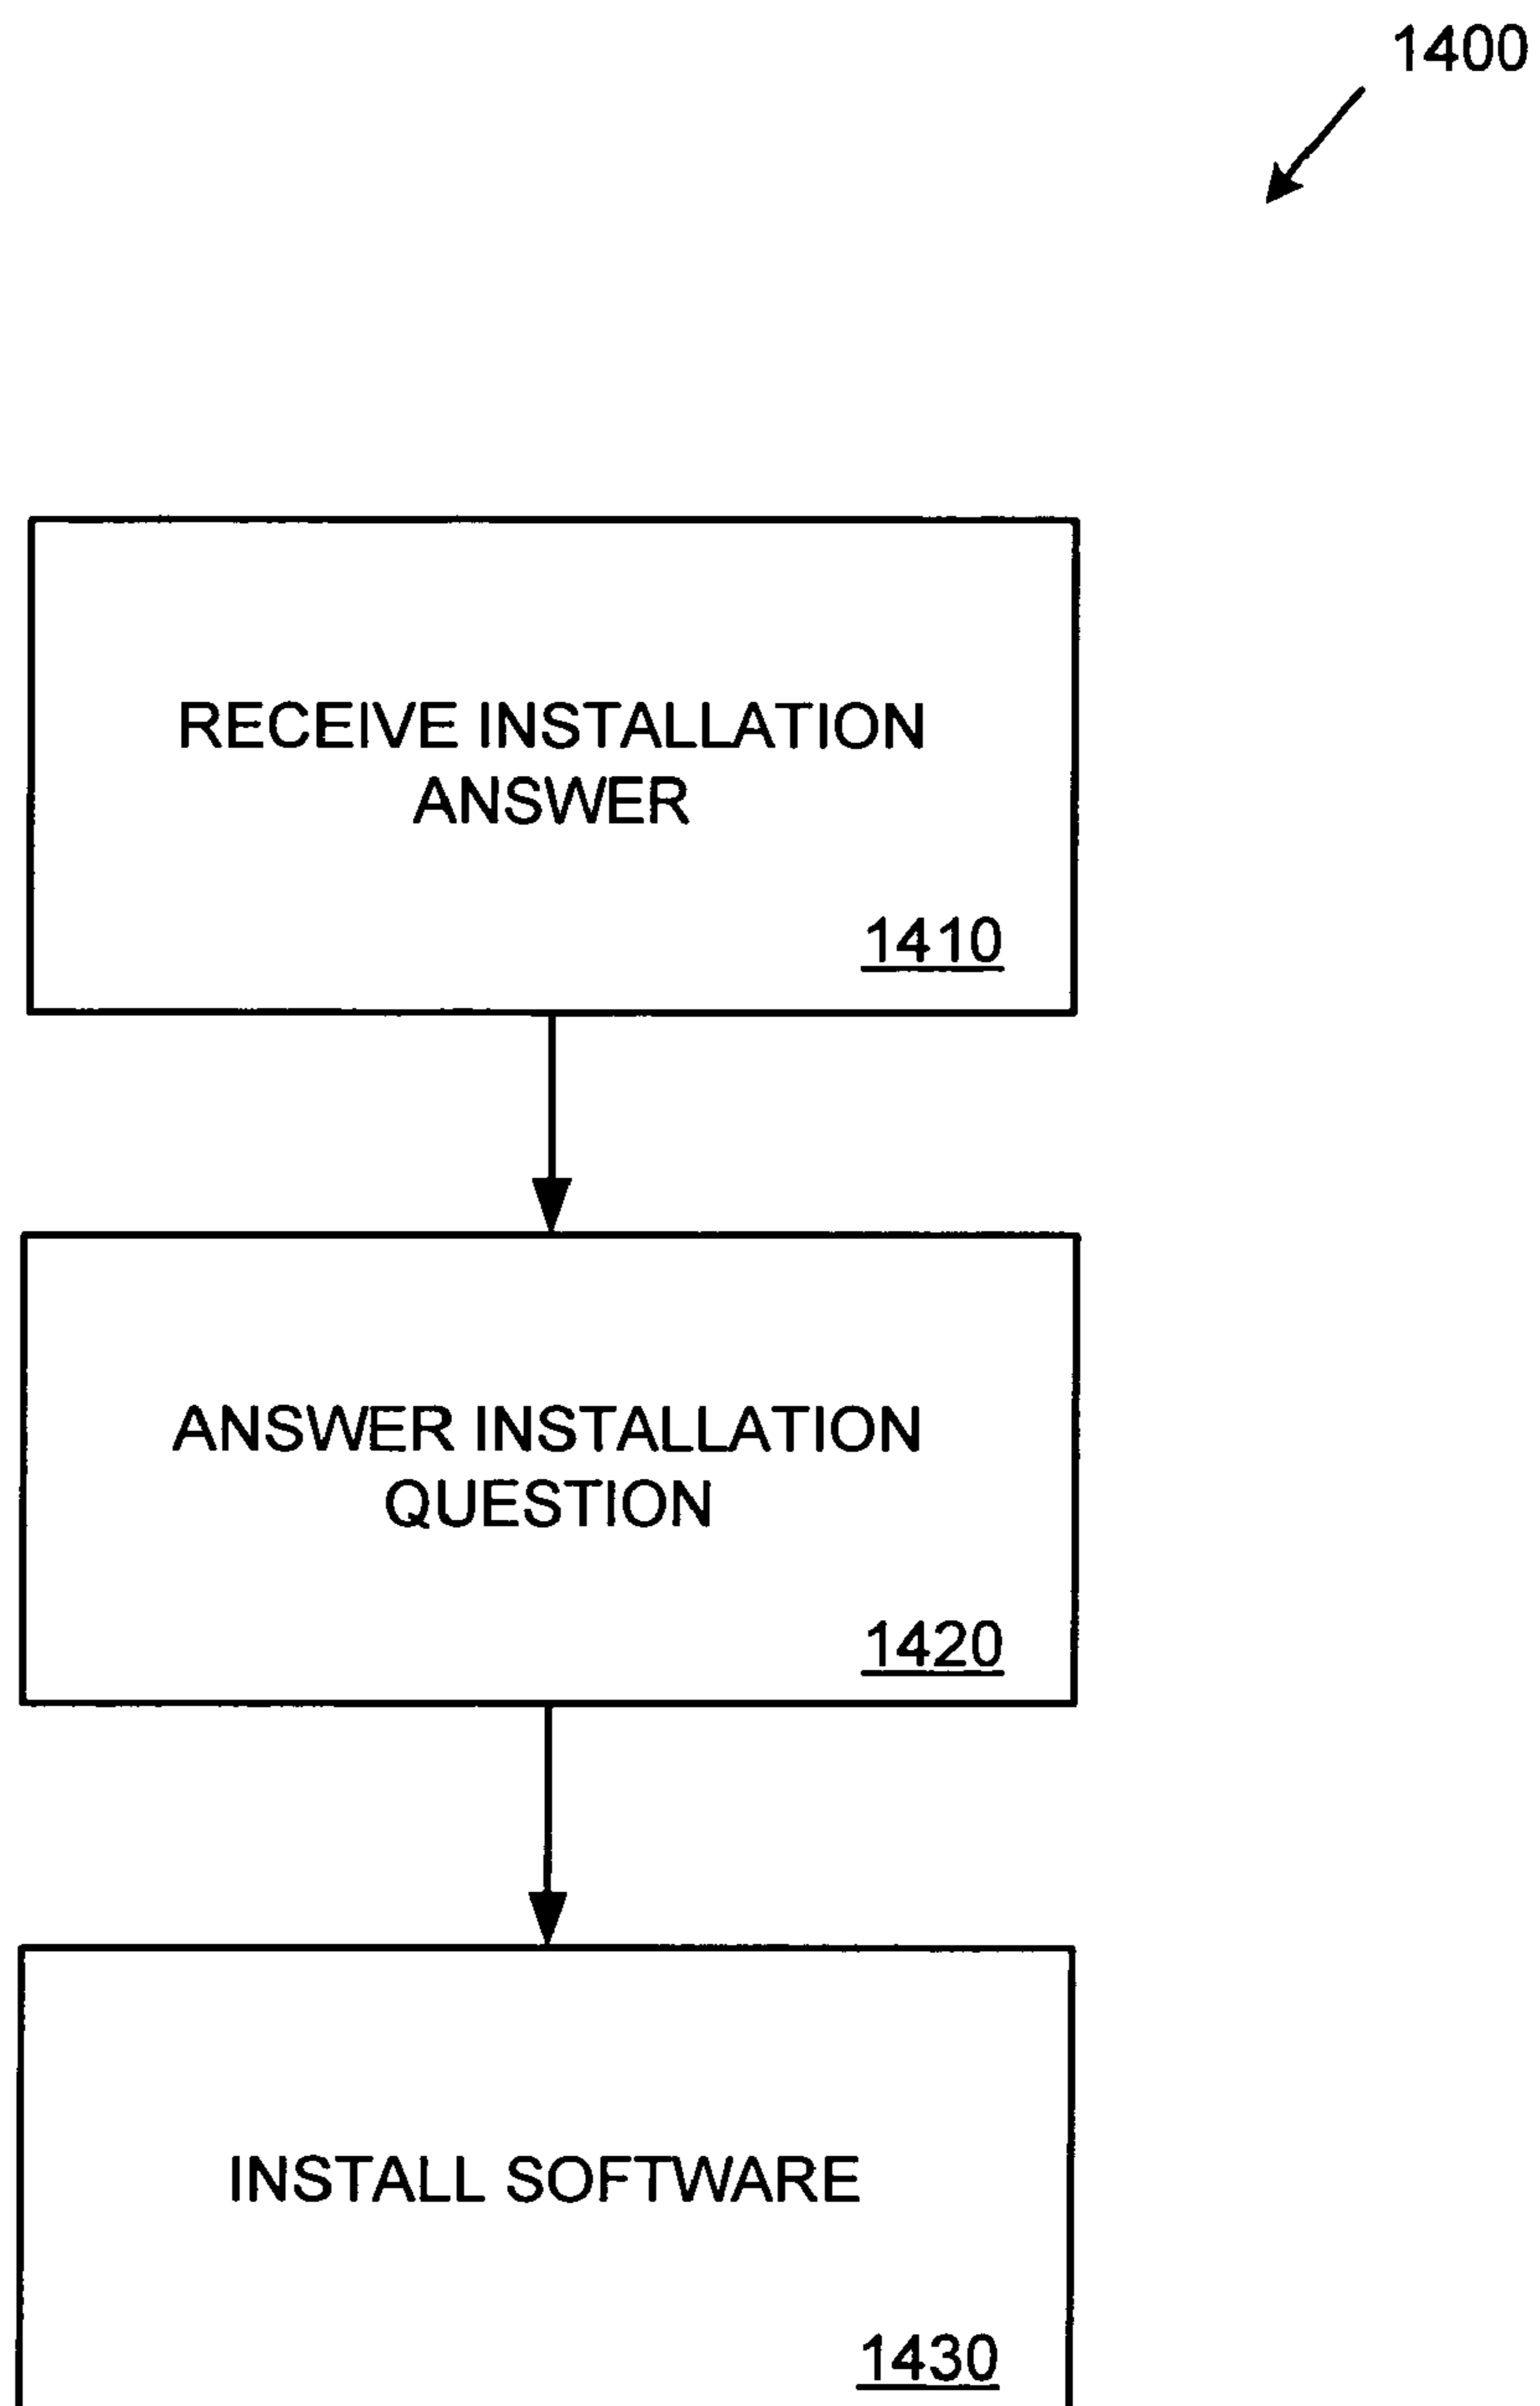 1400
RECEIVE INSTALLATION
ANSWER
1410
ANSWER INSTALLATION
QUESTION
1420
INSTALL SOFTWARE
1430